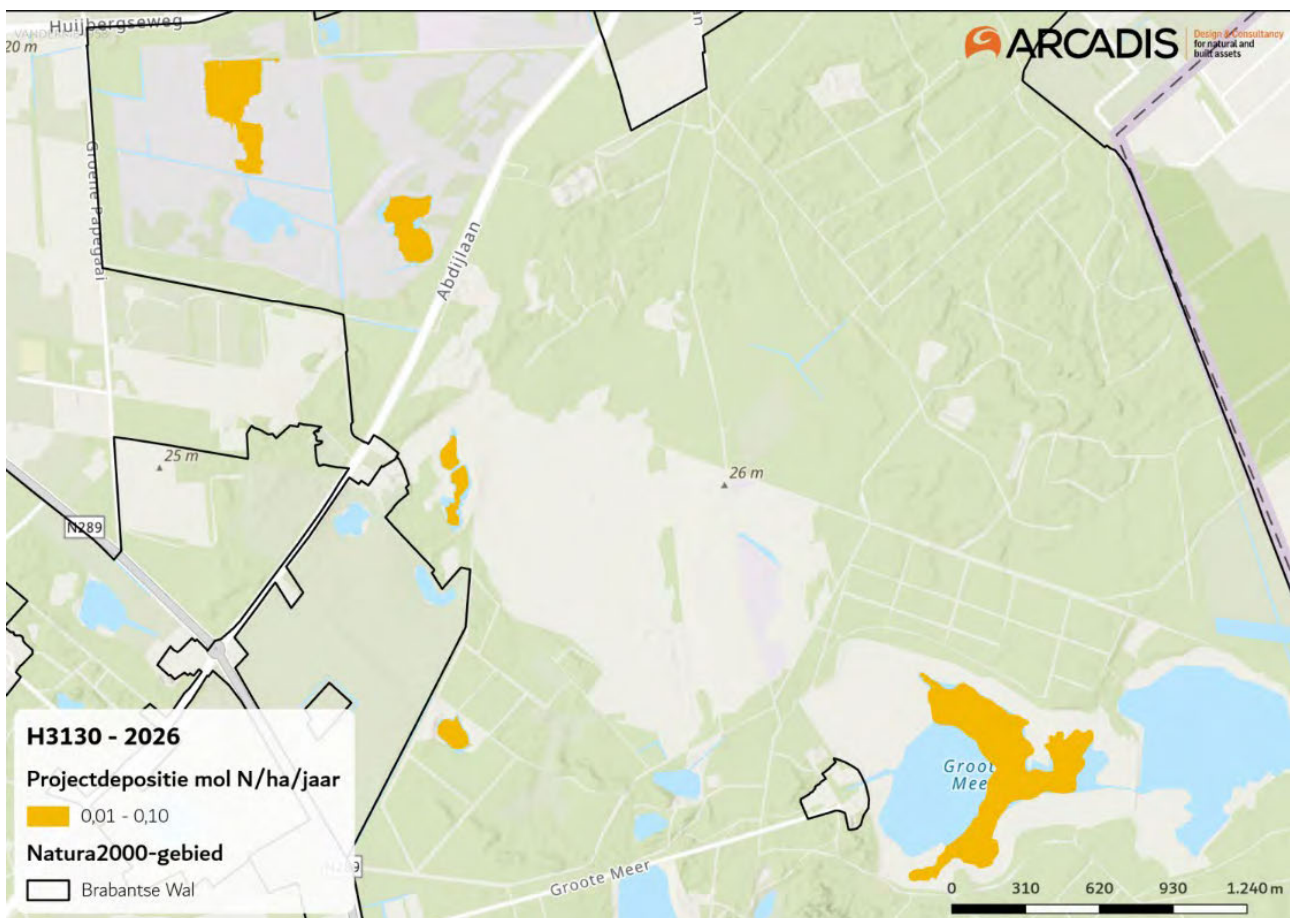 Huijbergseweg
20 m
ARCADIS
Design & Consultancy
for natural and
built assets
Groene Papegaai
Abdijlaan
25 m
26 m
N289
Groote Meer
H3130 - 2026
Projectdepositie mol N/ha/jaar
0,01 - 0,10
Natura2000-gebied
Brabantse Wal
Groote Meer
0 310 620 930 1.240 m